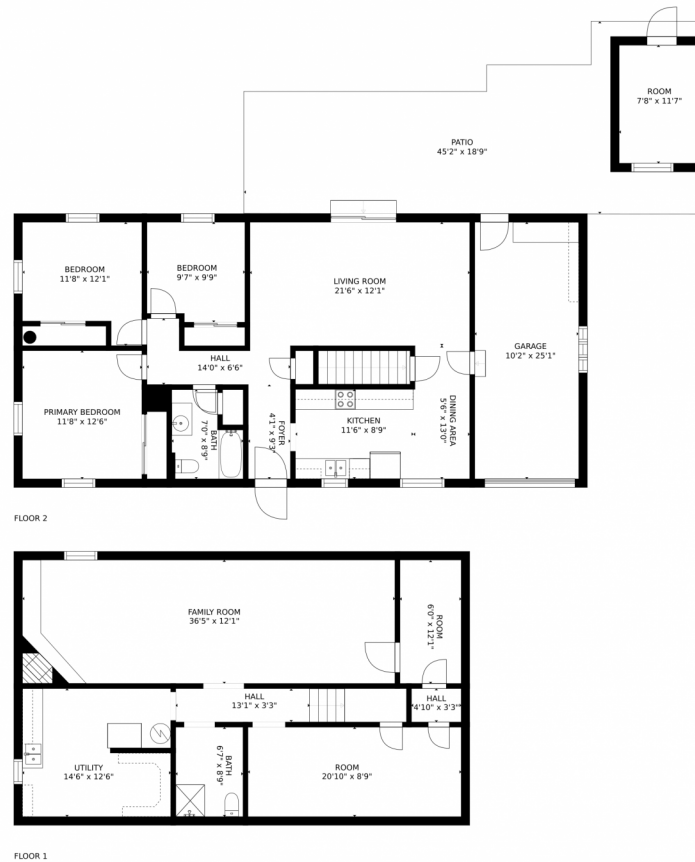 ROOM
7'8" x 11'7"
PATIO
45'2" x 18'9"
BEDROOM
11'8" x 12'1"
BEDROOM
9'7" x 9'9"
LIVING ROOM
21'6" x 12'1"
GARAGE
10'2" x 25'1"
HALL
14'0" x 6'6"
PRIMARY BEDROOM
11'8" x 12'6"
BATH
7'0" x 8'9"
FOYER
4'1" x 9'3"
KITCHEN
11'6" x 8'9"
DINING AREA
5'6" x 13'0"
FLOOR 2
FAMILY ROOM
36'5" x 12'1"
ROOM
6'0" x 12'1"
HALL
13'1" x 3'3"
HALL
4'10" x 3'3"
UTILITY
14'6" x 12'6"
BATH
6'7" x 8'9"
ROOM
20'10" x 8'9"
FLOOR 1